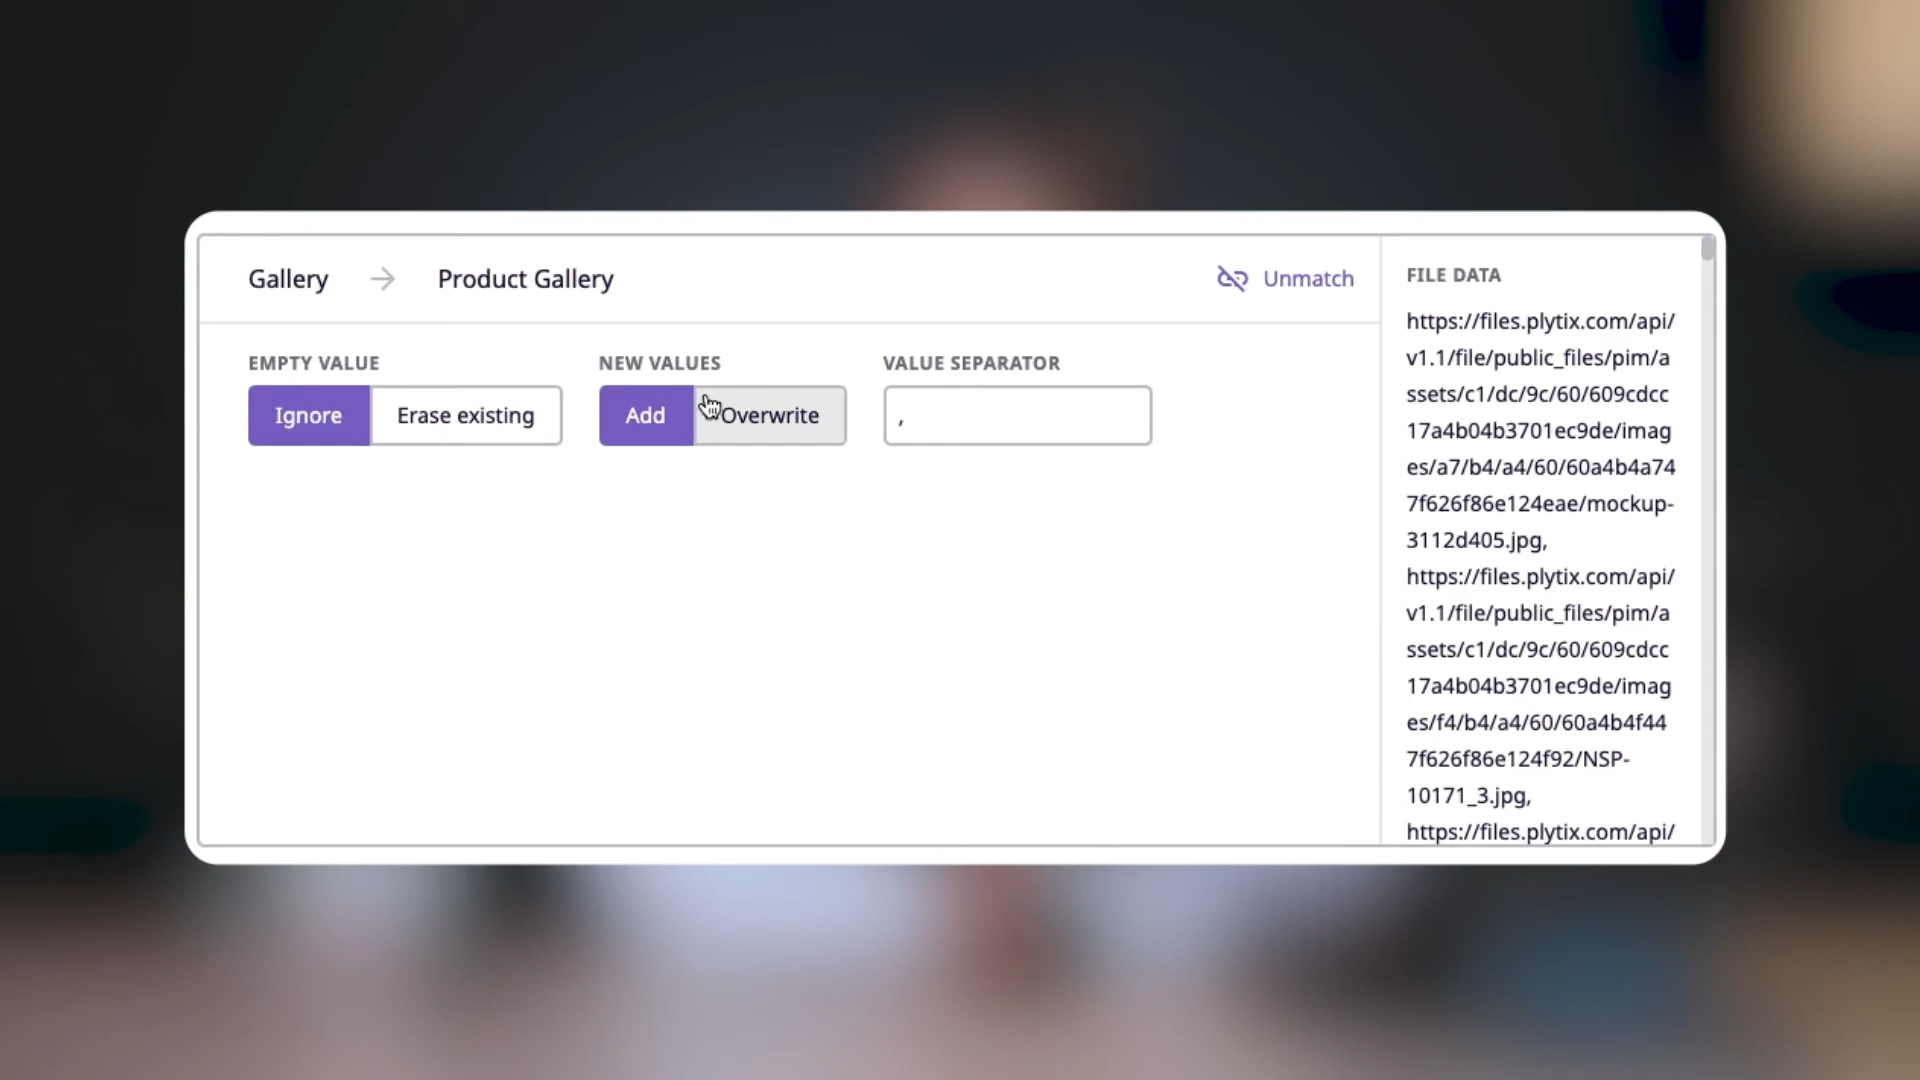 Gallery → Product Gallery
Unmatch
EMPTY VALUE
Ignore
Erase existing
NEW VALUES
Add
Overwrite
VALUE SEPARATOR
,
FILE DATA
https://files.plytix.com/api/
v1.1/file/public_files/pim/a
ssets/c1/dc/9c/60/609cdcc
17a4b04b3701ec9de/imag
es/a7/b4/a4/60/60a4b4a74
7f626f86e124eae/mockup-
3112d405.jpg,
https://files.plytix.com/api/
v1.1/file/public_files/pim/a
ssets/c1/dc/9c/60/609cdcc
17a4b04b3701ec9de/imag
es/f4/b4/a4/60/60a4b4f44
7f626f86e124f92/NSP-
10171_3.jpg,
https://files.plytix.com/api/